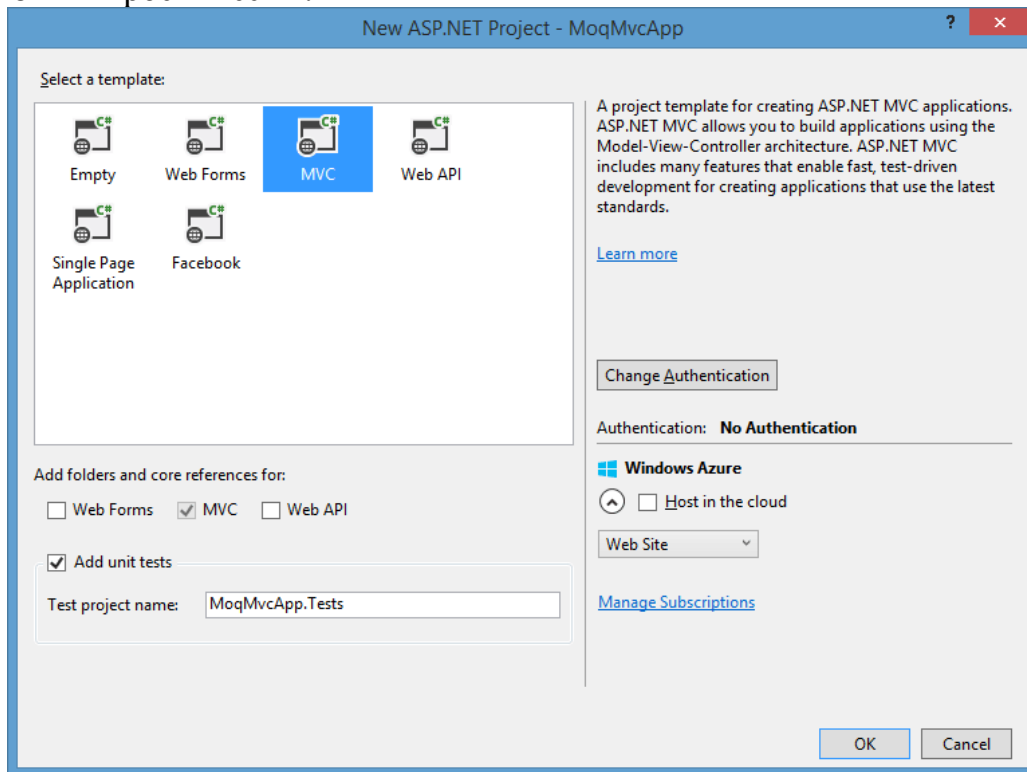 New ASP.NET Project - MoqMvcApp
? ×
Select a template:
C# C# C# C#
Empty Web Forms MVC Web API
C# C#
Single Page Facebook
Application
A project template for creating ASP.NET MVC applications.
ASP.NET MVC allows you to build applications using the
Model-View-Controller architecture. ASP.NET MVC
includes many features that enable fast, test-driven
development for creating applications that use the latest
standards.
Learn more
Change Authentication
Authentication: No Authentication
Windows Azure
Host in the cloud
Web Site
Manage Subscriptions
Add folders and core references for:
Web Forms MVC Web API
Add unit tests
Test project name: MoqMvcApp.Tests
OK Cancel